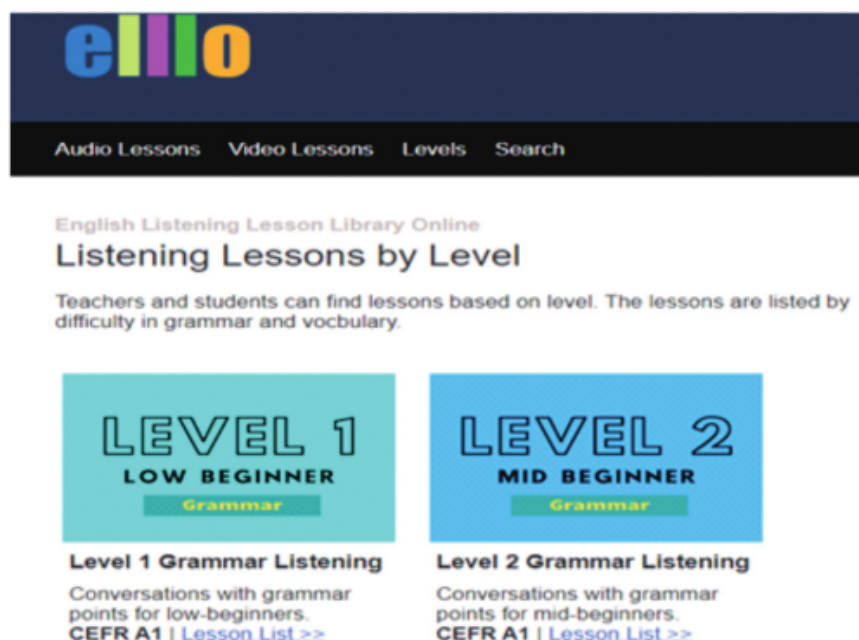 elllo
Audio Lessons Video Lessons Levels Search
English Listening Lesson Library Online
Listening Lessons by Level
Teachers and students can find lessons based on level. The lessons are listed by
difficulty in grammar and vocbulary.
LEVEL 1
LOW BEGINNER
Grammar
Level 1 Grammar Listening
Conversations with grammar
points for low-beginners.
CEFR A1 | Lesson List >>
LEVEL 2
MID BEGINNER
Grammar
Level 2 Grammar Listening
Conversations with grammar
points for mid-beginners.
CEFR A1 | Lesson List >>